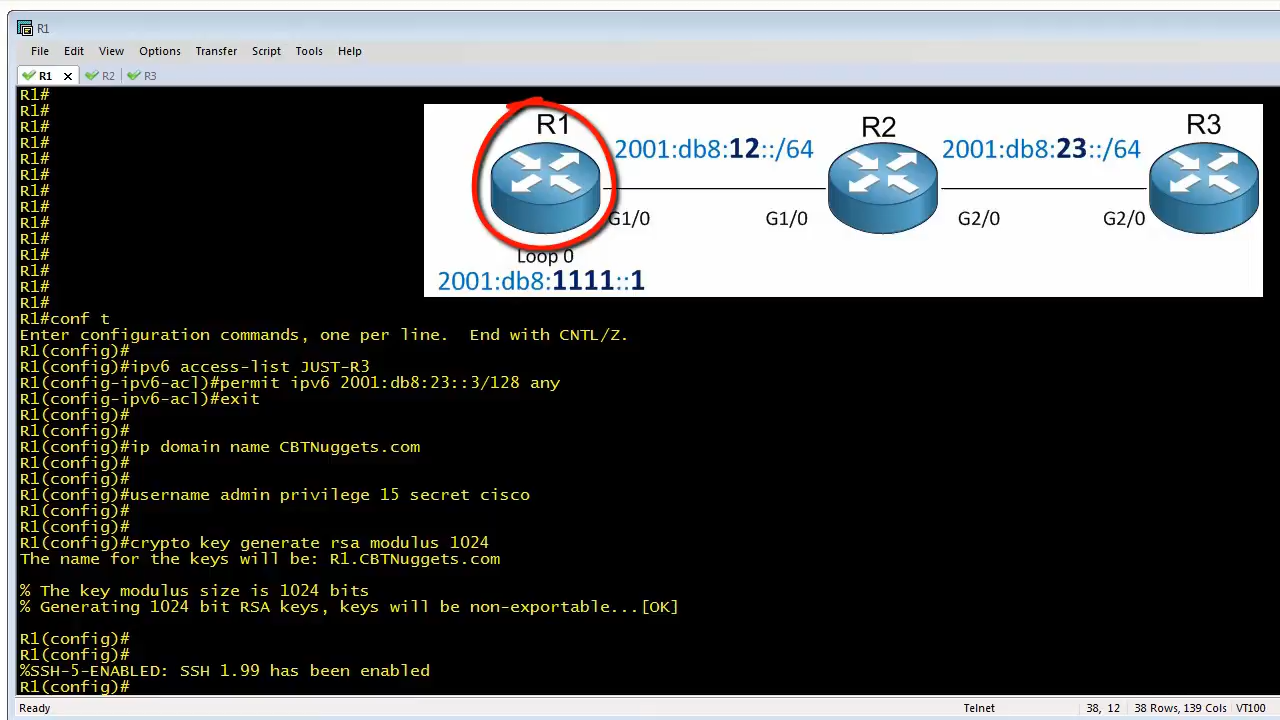 R1
File Edit View Options Transfer Script Tools Help
R1 x R2 R3
R1#
R1#
R1#
R1#
R1#
R1#
R1#
R1#
R1#
R1#
R1#
R1#
R1#
R1#
R1 R2 R3
2001:db8:12::/64 2001:db8:23::/64
G1/0 G1/0 G2/0 G2/0
Loop 0
2001:db8:1111::1
R1#conf t
Enter configuration commands, one per line.  End with CNTL/Z.
R1(config)#
R1(config)#ipv6 access-list JUST-R3
R1(config-ipv6-acl)#permit ipv6 2001:db8:23::3/128 any
R1(config-ipv6-acl)#exit
R1(config)#
R1(config)#
R1(config)#ip domain name CBTNuggets.com
R1(config)#
R1(config)#
R1(config)#username admin privilege 15 secret cisco
R1(config)#
R1(config)#
R1(config)#crypto key generate rsa modulus 1024
The name for the keys will be: R1.CBTNuggets.com
% The key modulus size is 1024 bits
% Generating 1024 bit RSA keys, keys will be non-exportable...[OK]
R1(config)#
R1(config)#
%SSH-5-ENABLED: SSH 1.99 has been enabled
R1(config)#
Ready Telnet 38, 12 38 Rows, 139 Cols VT100